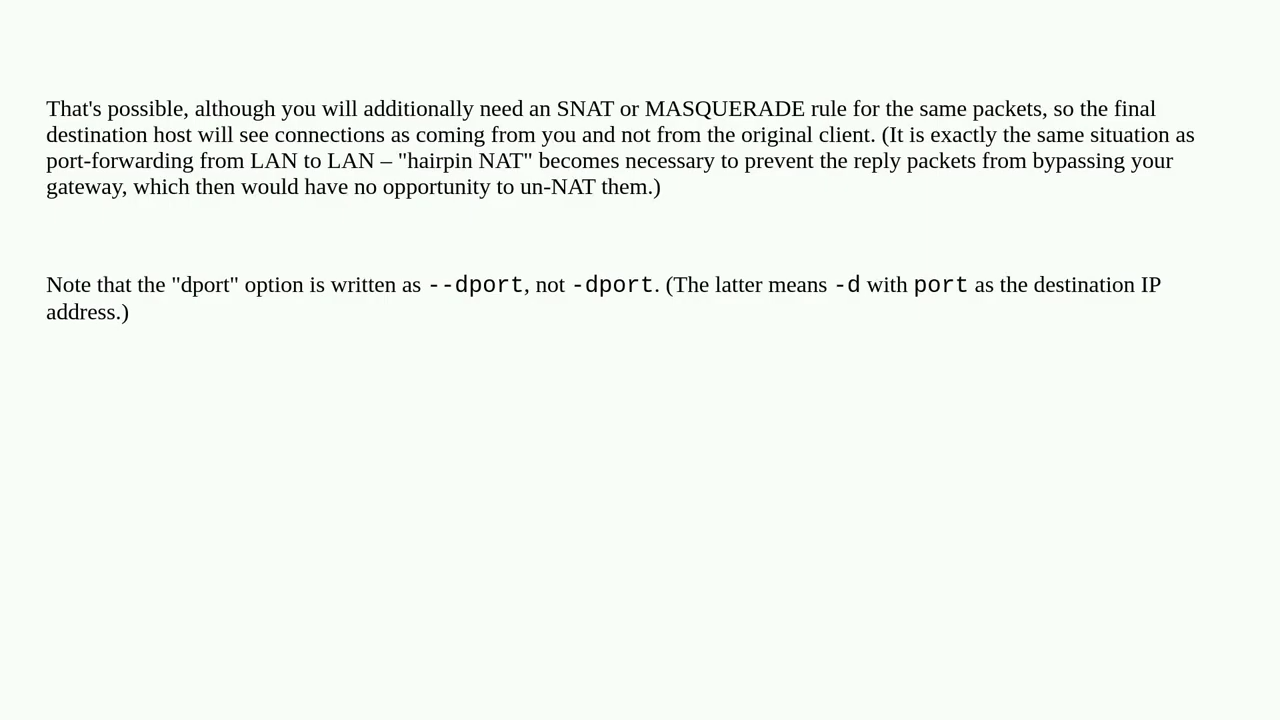 That's possible, although you will additionally need an SNAT or MASQUERADE rule for the same packets, so the final
destination host will see connections as coming from you and not from the original client. (It is exactly the same situation as
port-forwarding from LAN to LAN – "hairpin NAT" becomes necessary to prevent the reply packets from bypassing your
gateway, which then would have no opportunity to un-NAT them.)
Note that the "dport" option is written as --dport, not -dport. (The latter means -d with port as the destination IP
address.)